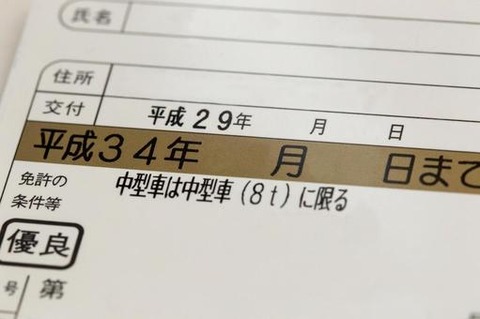 氏名
住所
交付 平成29年 月 日
平成34年 月 日まで
免許の
条件等
中型車は中型車(8t)に限る
優良
号 第